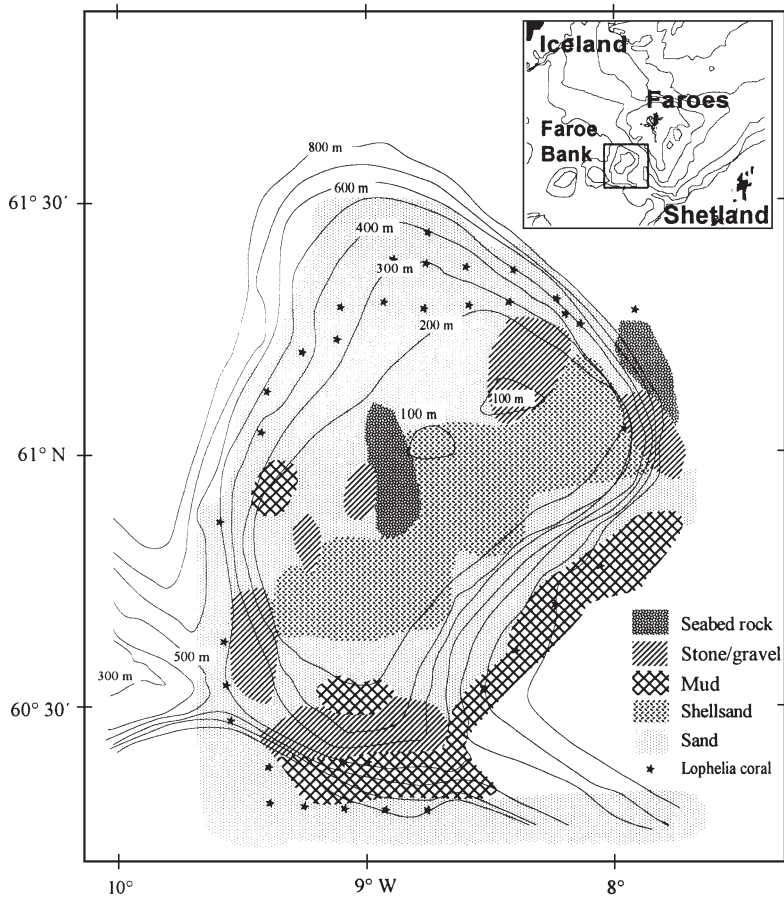 Iceland
Faroes
Faroe
Bank
Shetland
800 m
61° 30'
600 m
400 m
300 m
200 m
100 m
100 m
61° N
500 m
300 m
60° 30'
Seabed rock
Stone/gravel
Mud
Shellsand
Sand
Lophelia coral
10°
9° W
8°